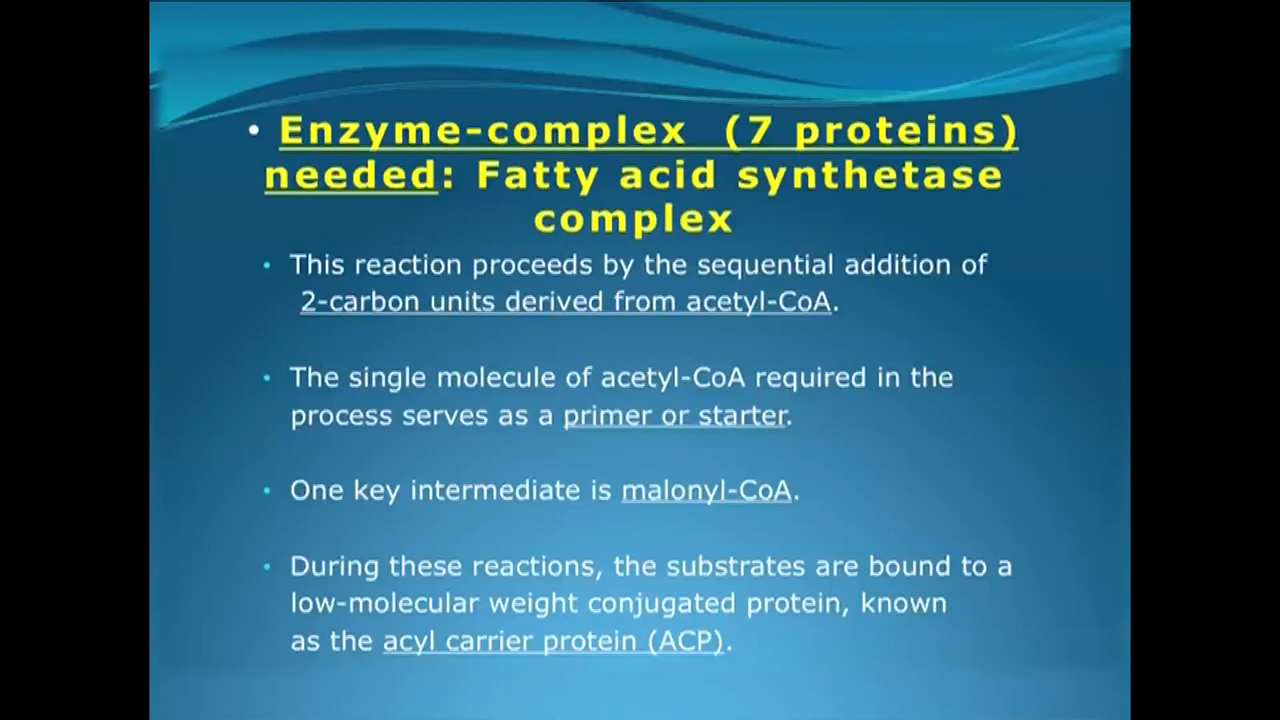 • Enzyme-complex (7 proteins)
needed: Fatty acid synthetase
complex
• This reaction proceeds by the sequential addition of
2-carbon units derived from acetyl-CoA.
• The single molecule of acetyl-CoA required in the
process serves as a primer or starter.
• One key intermediate is malonyl-CoA.
• During these reactions, the substrates are bound to a
low-molecular weight conjugated protein, known
as the acyl carrier protein (ACP).